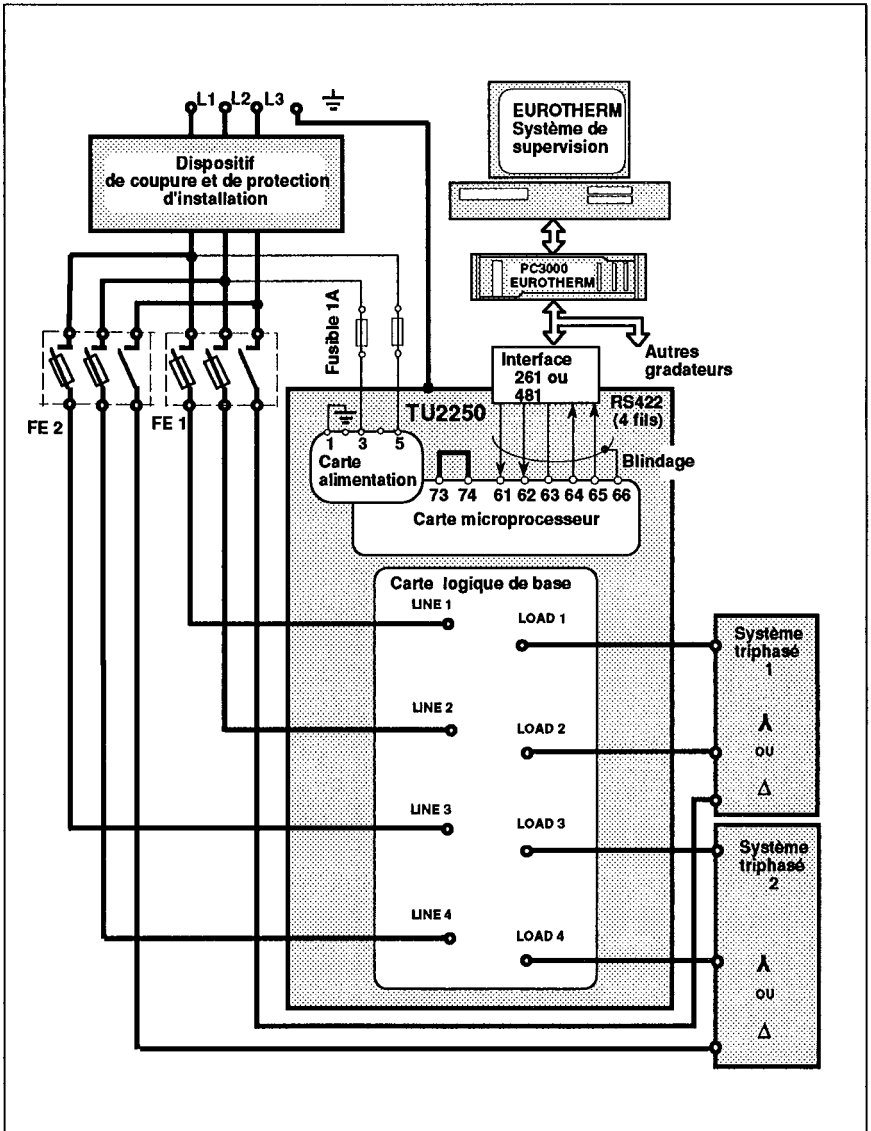 L1 L2 L3
EUROTHERM
Système de
supervision
Dispositif
de coupure et de protection
d'installation
PC3000
EUROTHERM
Fusible 1A
Autres
gradateurs
Interface
261 ou
481
RS422
(4 fils)
TU2250
FE 2
FE 1
1 3 5
Carte
alimentation
Blindage
73 74 61 62 63 64 65 66
Carte microprocesseur
Carte logique de base
LINE 1
LOAD 1
Système
triphasé
1
LINE 2
LOAD 2
OU
Δ
LINE 3
LOAD 3
Système
triphasé
2
LINE 4
LOAD 4
OU
Δ